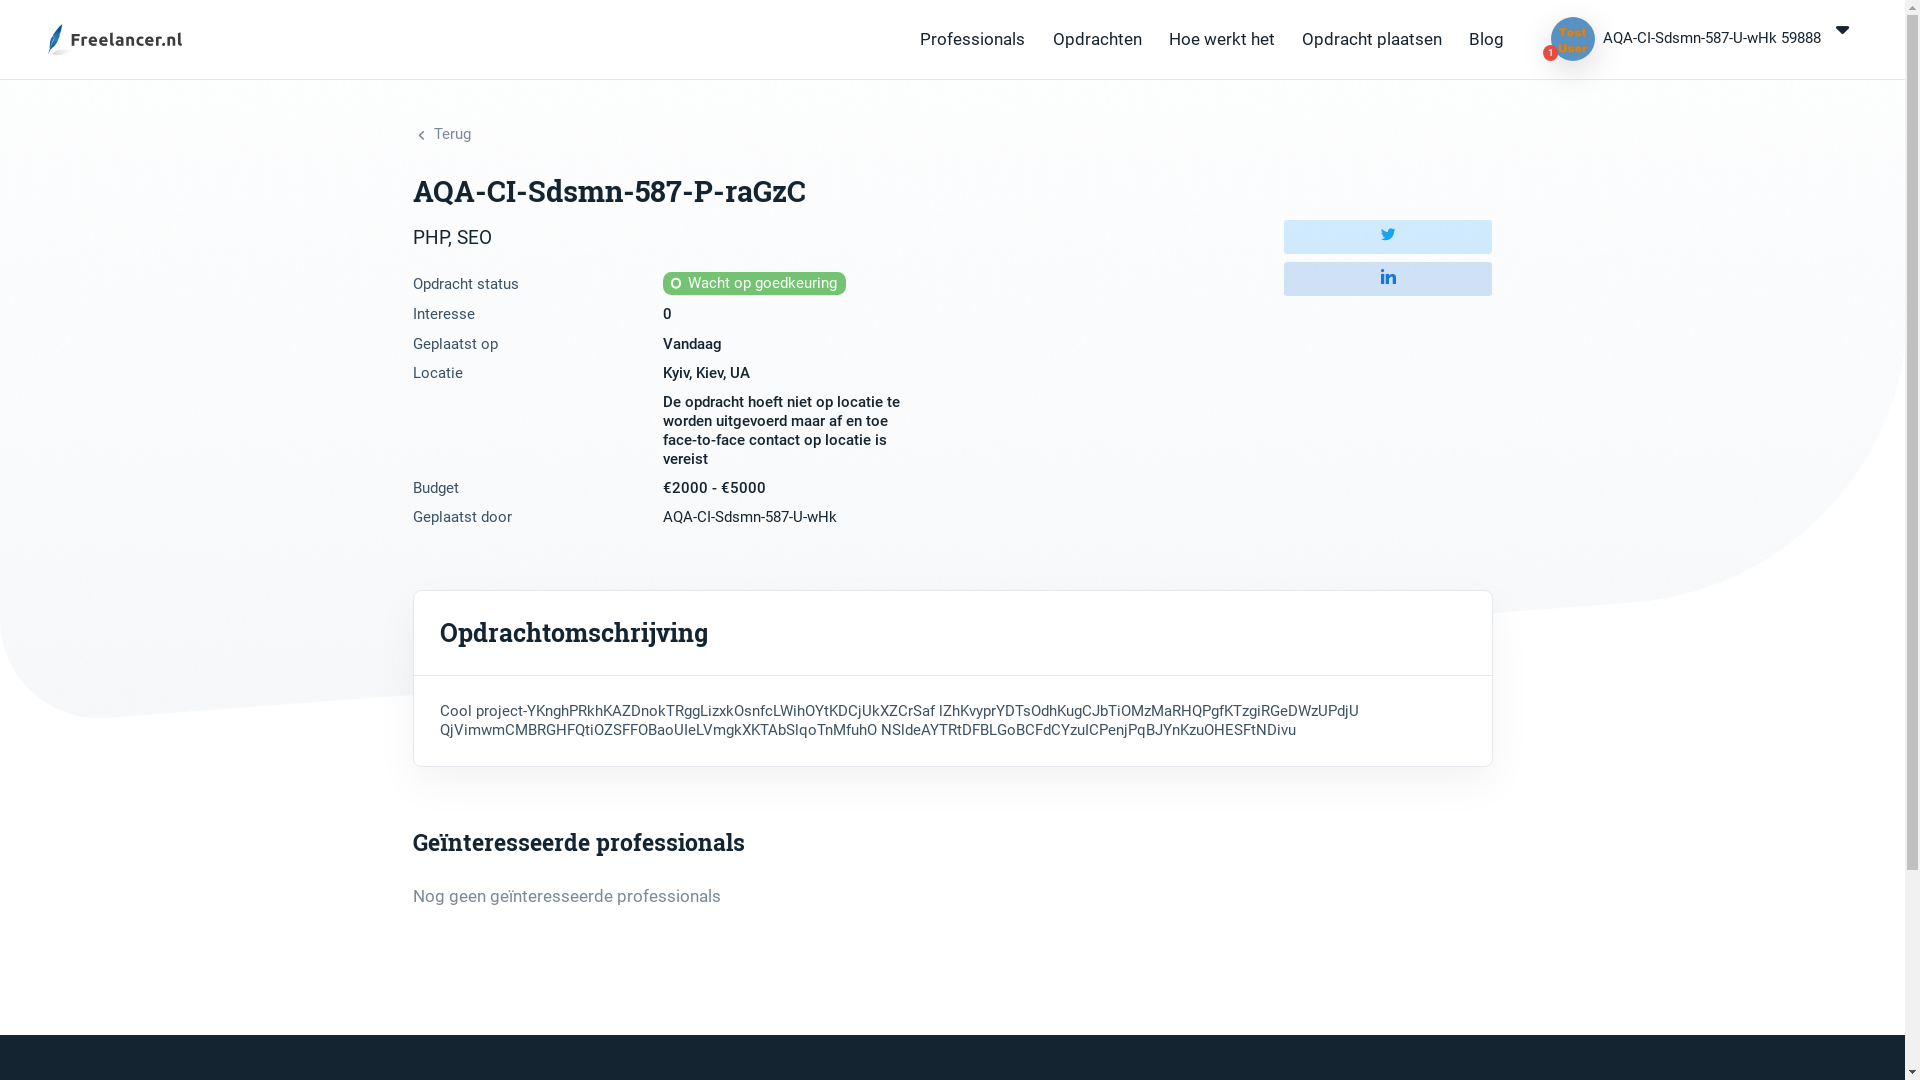 Freelancer.nl
Professionals
Opdrachten
Hoe werkt het
Opdracht plaatsen
Blog
Test
User
1
AQA-CI-Sdsmn-587-U-wHk 59888
Terug
AQA-CI-Sdsmn-587-P-raGzC
PHP, SEO
Opdracht status
Wacht op goedkeuring
Interesse
0
Geplaatst op
Vandaag
Locatie
Kyiv, Kiev, UA
De opdracht hoeft niet op locatie te
worden uitgevoerd maar af en toe
face-to-face contact op locatie is
vereist
Budget
€2000 - €5000
Geplaatst door
AQA-CI-Sdsmn-587-U-wHk
in
Opdrachtomschrijving
Cool project-YKnghPRkhKAZDnokTRggLizxkOsnfcLWihOYtKDCjUkXZCrSaf lZhKvyprYDTsOdhKugCJbTiOMzMaRHQPgfKTzgiRGeDWzUPdjU
QjVimwmCMBRGHFQtiOZSFFOBaoUIeLVmgkXKTAbSlqoTnMfuhO NSldeAYTRtDFBLGoBCFdCYzuICPenjPqBJYnKzuOHESFtNDivu
Geïnteresseerde professionals
Nog geen geïnteresseerde professionals